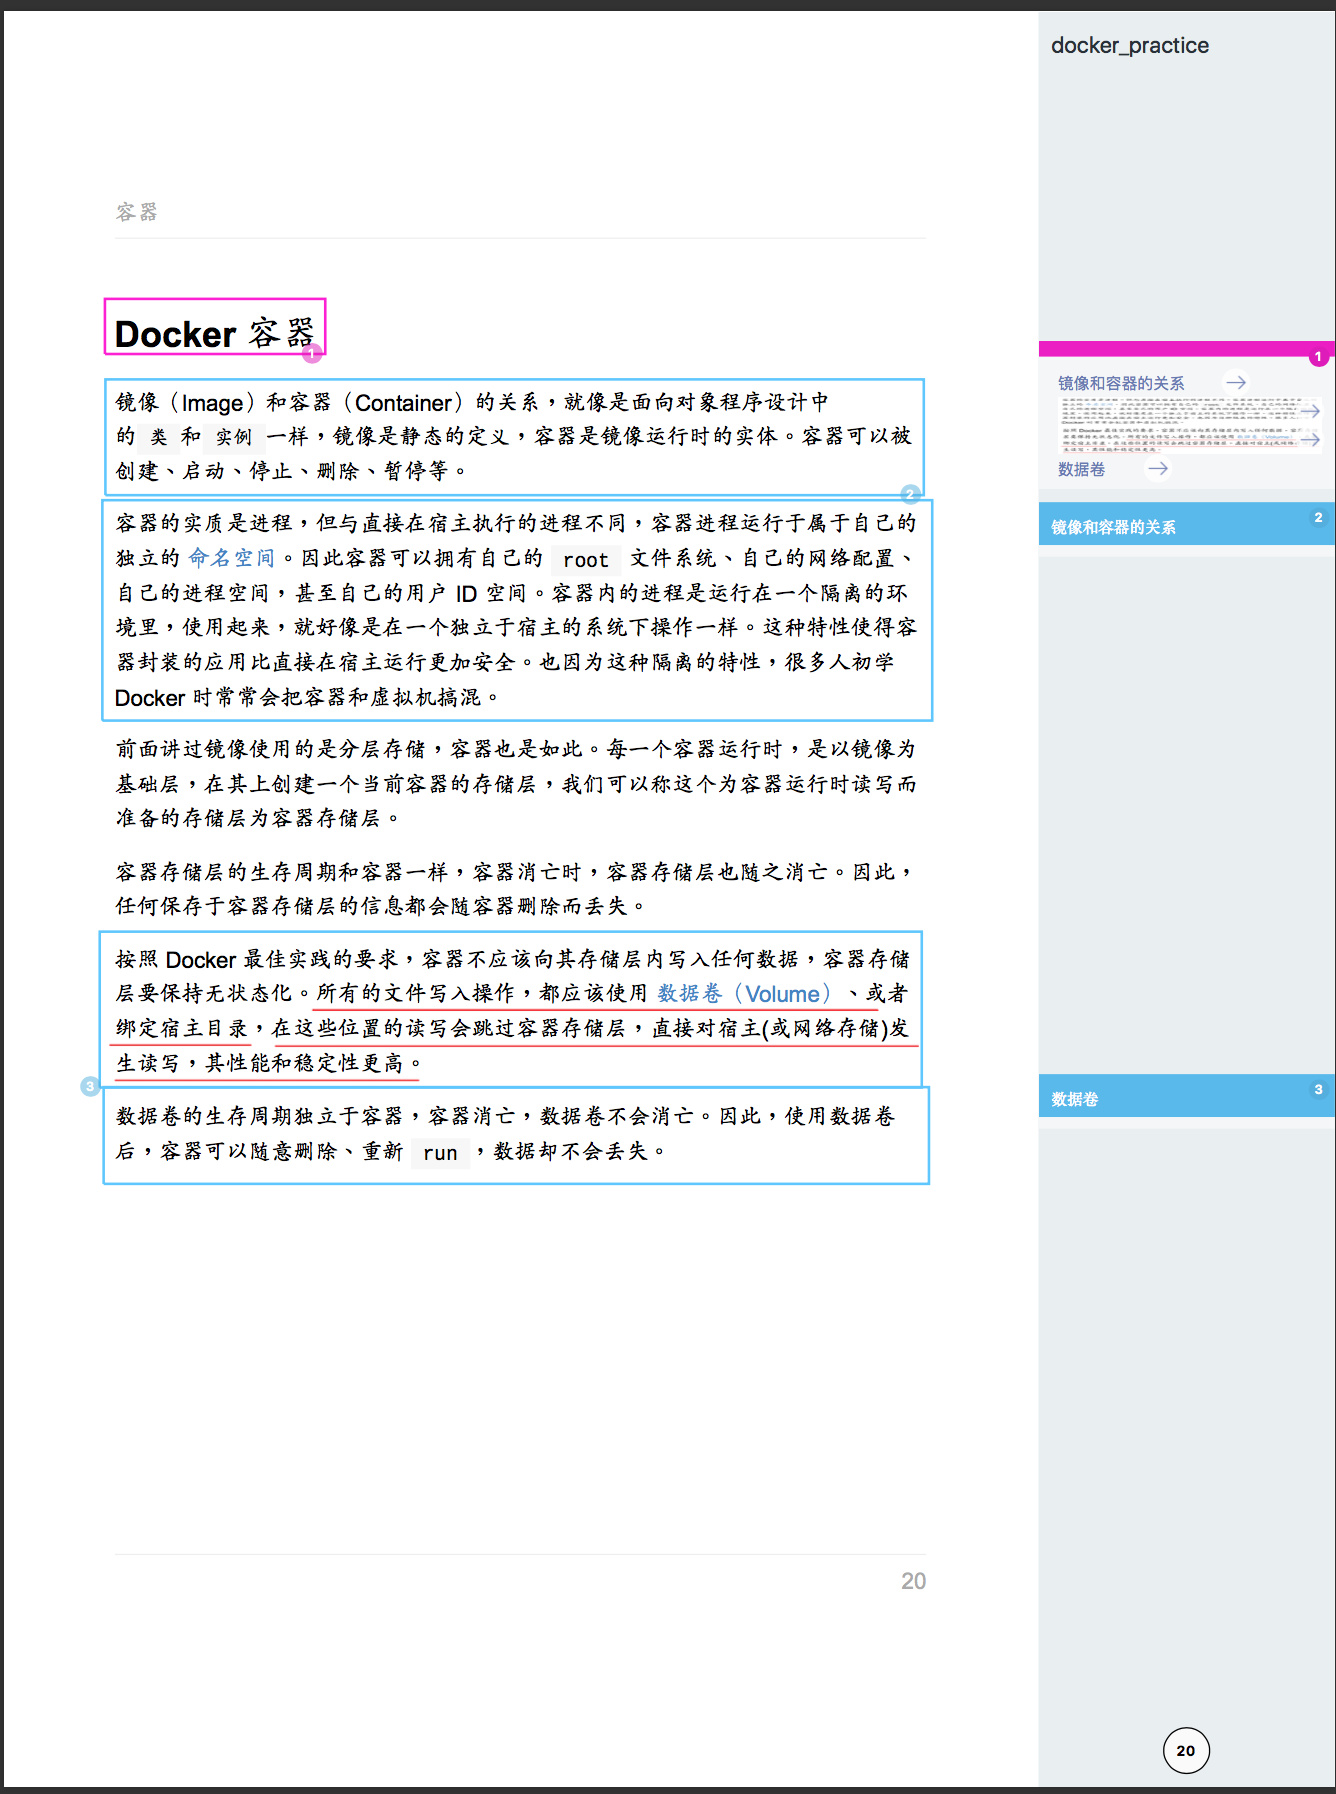 docker_practice
容器
Docker 容器
1
镜像（Image）和容器（Container）的关系，就像是面向对象程序设计中
的 类 和 实例 一样，镜像是静态的定义，容器是镜像运行时的实体。容器可以被
创建、启动、停止、删除、暂停等。
2
容器的实质是进程，但与直接在宿主执行的进程不同，容器进程运行于属于自己的
独立的 命名空间。因此容器可以拥有自己的 root 文件系统、自己的网络配置、
自己的进程空间，甚至自己的用户 ID 空间。容器内的进程是运行在一个隔离的环
境里，使用起来，就好像是在一个独立于宿主的系统下操作一样。这种特性使得容
器封装的应用比直接在宿主运行更加安全。也因为这种隔离的特性，很多人初学
Docker 时常常会把容器和虚拟机搞混。
前面讲过镜像使用的是分层存储，容器也是如此。每一个容器运行时，是以镜像为
基础层，在其上创建一个当前容器的存储层，我们可以称这个为容器运行时读写而
准备的存储层为容器存储层。
容器存储层的生存周期和容器一样，容器消亡时，容器存储层也随之消亡。因此，
任何保存于容器存储层的信息都会随容器删除而丢失。
按照 Docker 最佳实践的要求，容器不应该向其存储层内写入任何数据，容器存储
层要保持无状态化。所有的文件写入操作，都应该使用 数据卷（Volume）、或者
绑定宿主目录，在这些位置的读写会跳过容器存储层，直接对宿主(或网络存储)发
生读写，其性能和稳定性更高。
3
数据卷的生存周期独立于容器，容器消亡，数据卷不会消亡。因此，使用数据卷
后，容器可以随意删除、重新 run ，数据却不会丢失。
20
1
镜像和容器的关系 →
→
→
数据卷 →
镜像和容器的关系 2
数据卷 3
20